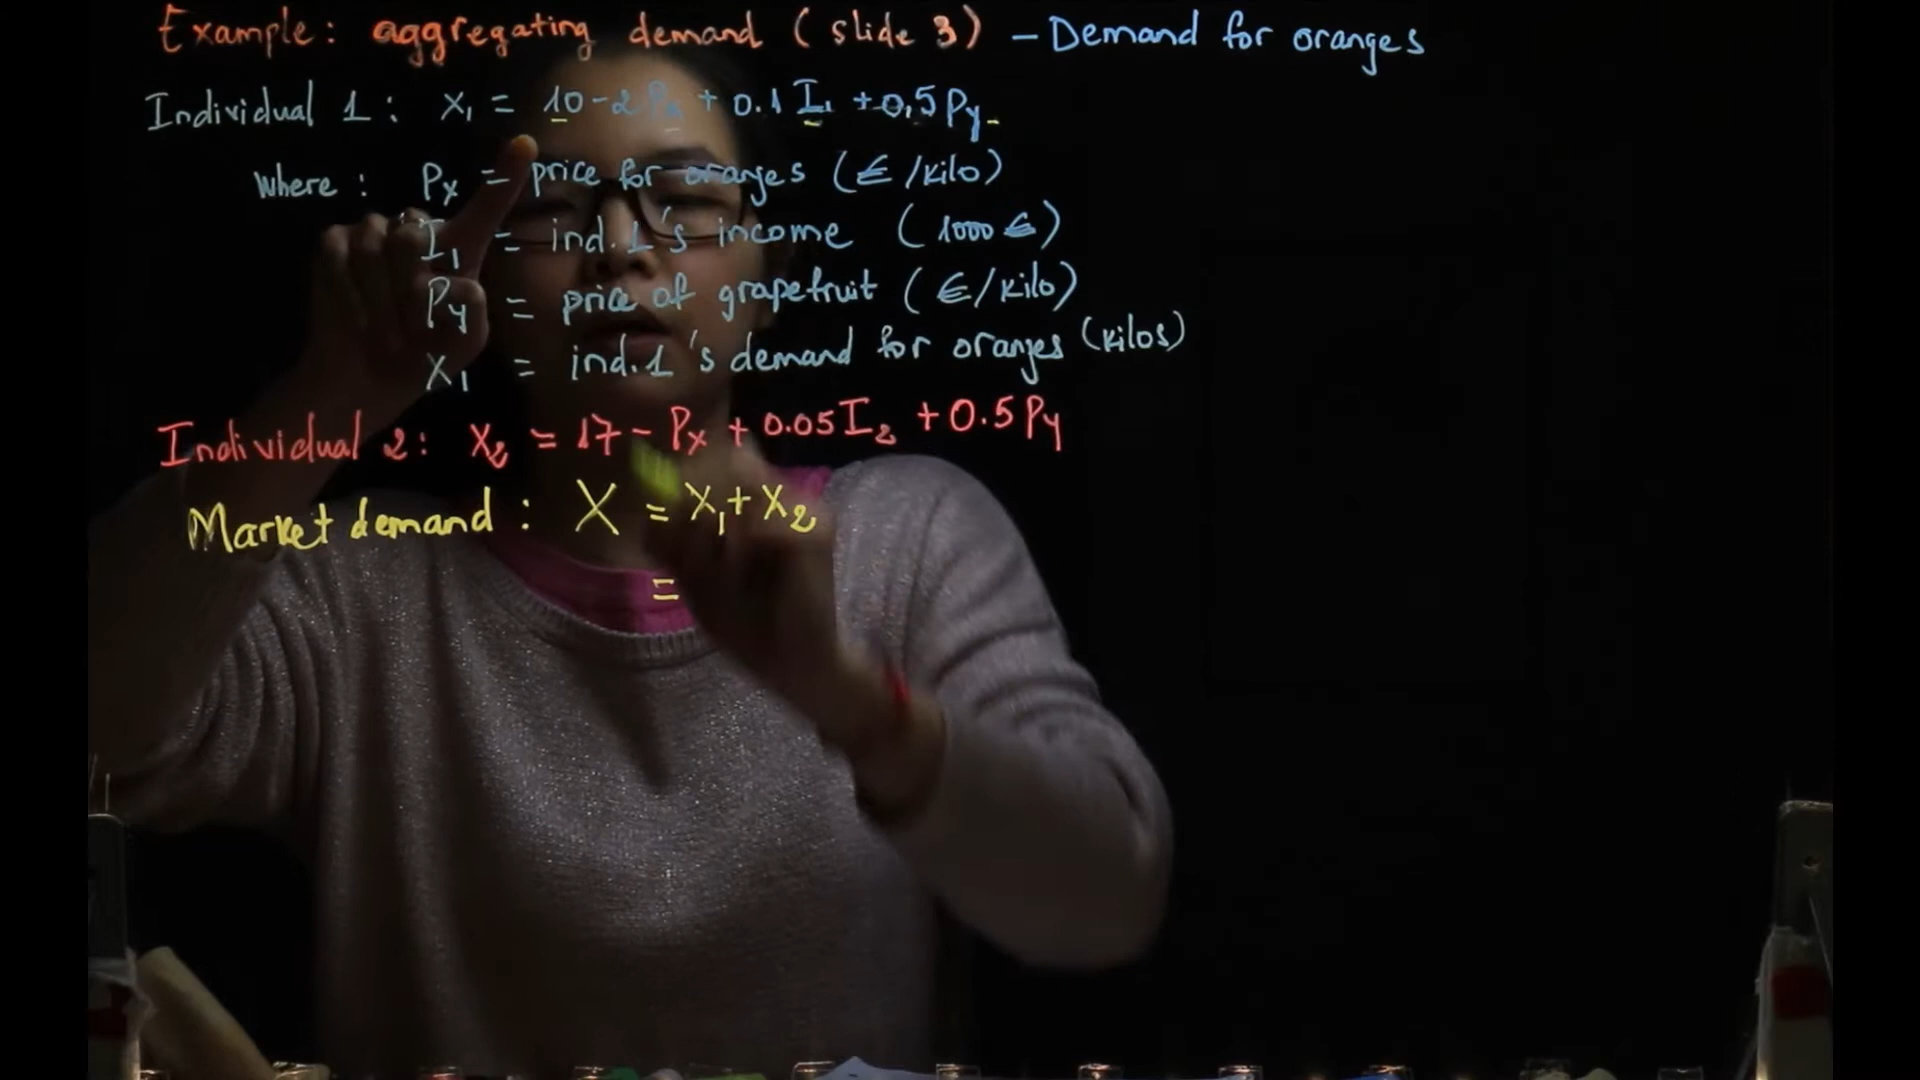 Example: aggregating demand (slide 3) - Demand for oranges
Individual 1: X₁ = 10 - 2Px + 0.1 I₁ + 0,5 Py
Where: Px = price for oranges (€/kilo)
I₁ = ind. 1's income (1000 €)
Py = price of grapefruit (€/kilo)
X₁ = ind. 1's demand for oranges (kilos)
Individual 2: X₂ = 17 - Px + 0.05 I₂ + 0.5 Py
Market demand: X = X₁ + X₂
=